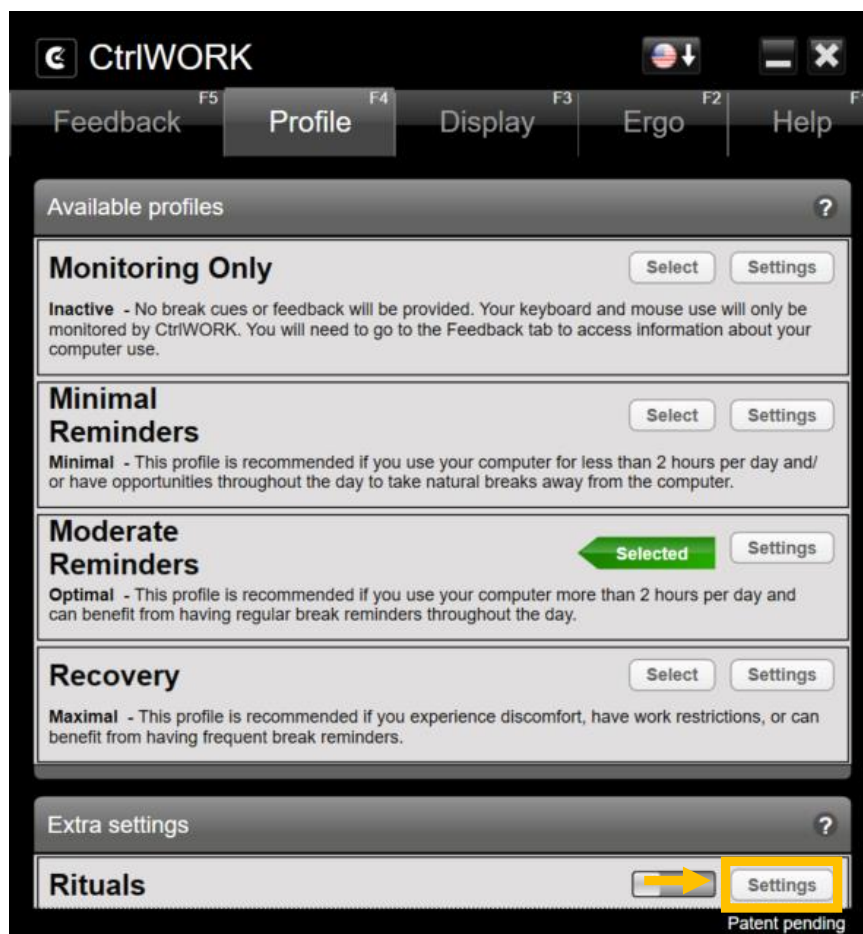 CtrlWORK
Feedback F5 Profile F4 Display F3 Ergo F2 Help
Available profiles ?
Monitoring Only Select Settings
Inactive - No break cues or feedback will be provided. Your keyboard and mouse use will only be
monitored by CtrlWORK. You will need to go to the Feedback tab to access information about your
computer use.
Minimal
Reminders Select Settings
Minimal - This profile is recommended if you use your computer for less than 2 hours per day and/
or have opportunities throughout the day to take natural breaks away from the computer.
Moderate
Reminders Selected Settings
Optimal - This profile is recommended if you use your computer more than 2 hours per day and
can benefit from having regular break reminders throughout the day.
Recovery Select Settings
Maximal - This profile is recommended if you experience discomfort, have work restrictions, or can
benefit from having frequent break reminders.
Extra settings ?
Rituals Settings
Patent pending